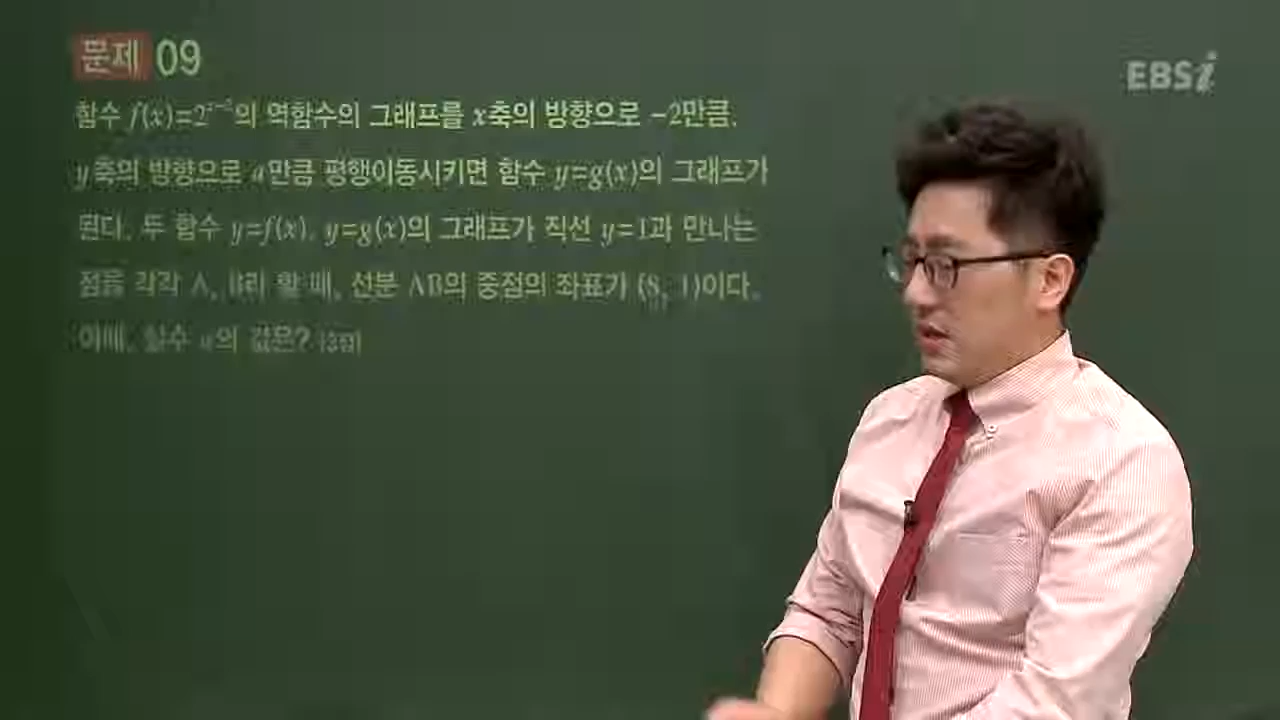 문제 09
EBSi
함수 f(x)=2ˣ⁻²의 역함수의 그래프를 x축의 방향으로 -2만큼,
y축의 방향으로 a만큼 평행이동시키면 함수 y=g(x)의 그래프가
된다. 두 함수 y=f(x), y=g(x)의 그래프가 직선 y=1과 만나는
점을 각각 A, B라 할 때, 선분 AB의 중점의 좌표가 (8, 1)이다.
이때, 실수 a의 값은? [3점]